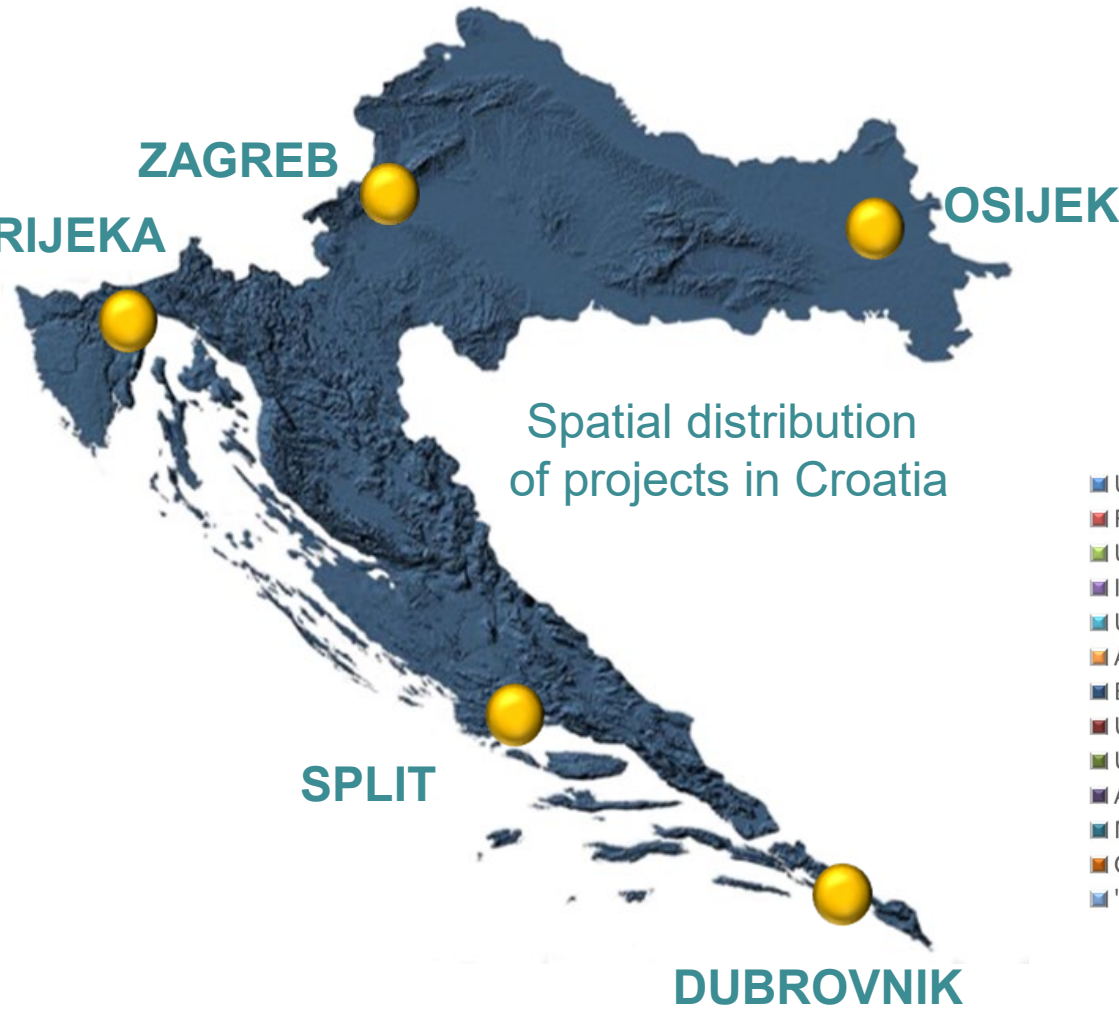 ZAGREB
OSIJEK
RIJEKA
Spatial distribution
of projects in Croatia
SPLIT
DUBROVNIK